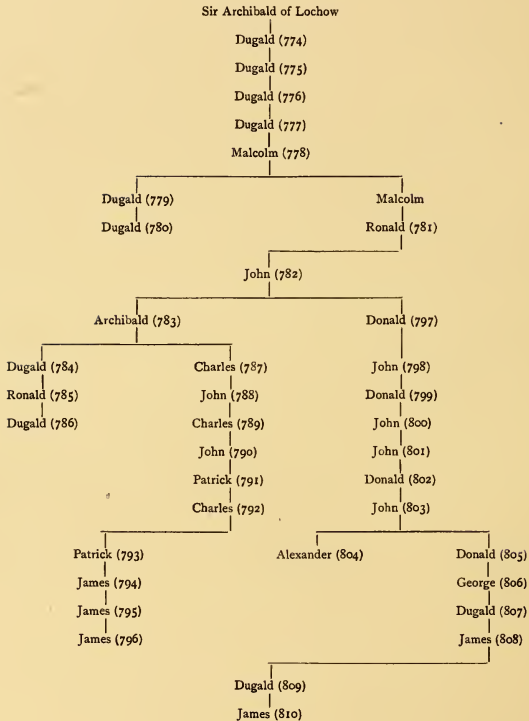 Sir Archibald of Lochow
Dugald (774)
Dugald (775)
Dugald (776)
Dugald (777)
Malcolm (778)
Dugald (779) Malcolm
Dugald (780) Ronald (781)
John (782)
Archibald (783) Donald (797)
Dugald (784) Charles (787) John (798)
Ronald (785) John (788) Donald (799)
Dugald (786) Charles (789) John (800)
John (790) John (801)
Patrick (791) Donald (802)
Charles (792) John (803)
Patrick (793) Alexander (804) Donald (805)
James (794) George (806)
James (795) Dugald (807)
James (796) James (808)
Dugald (809)
James (810)